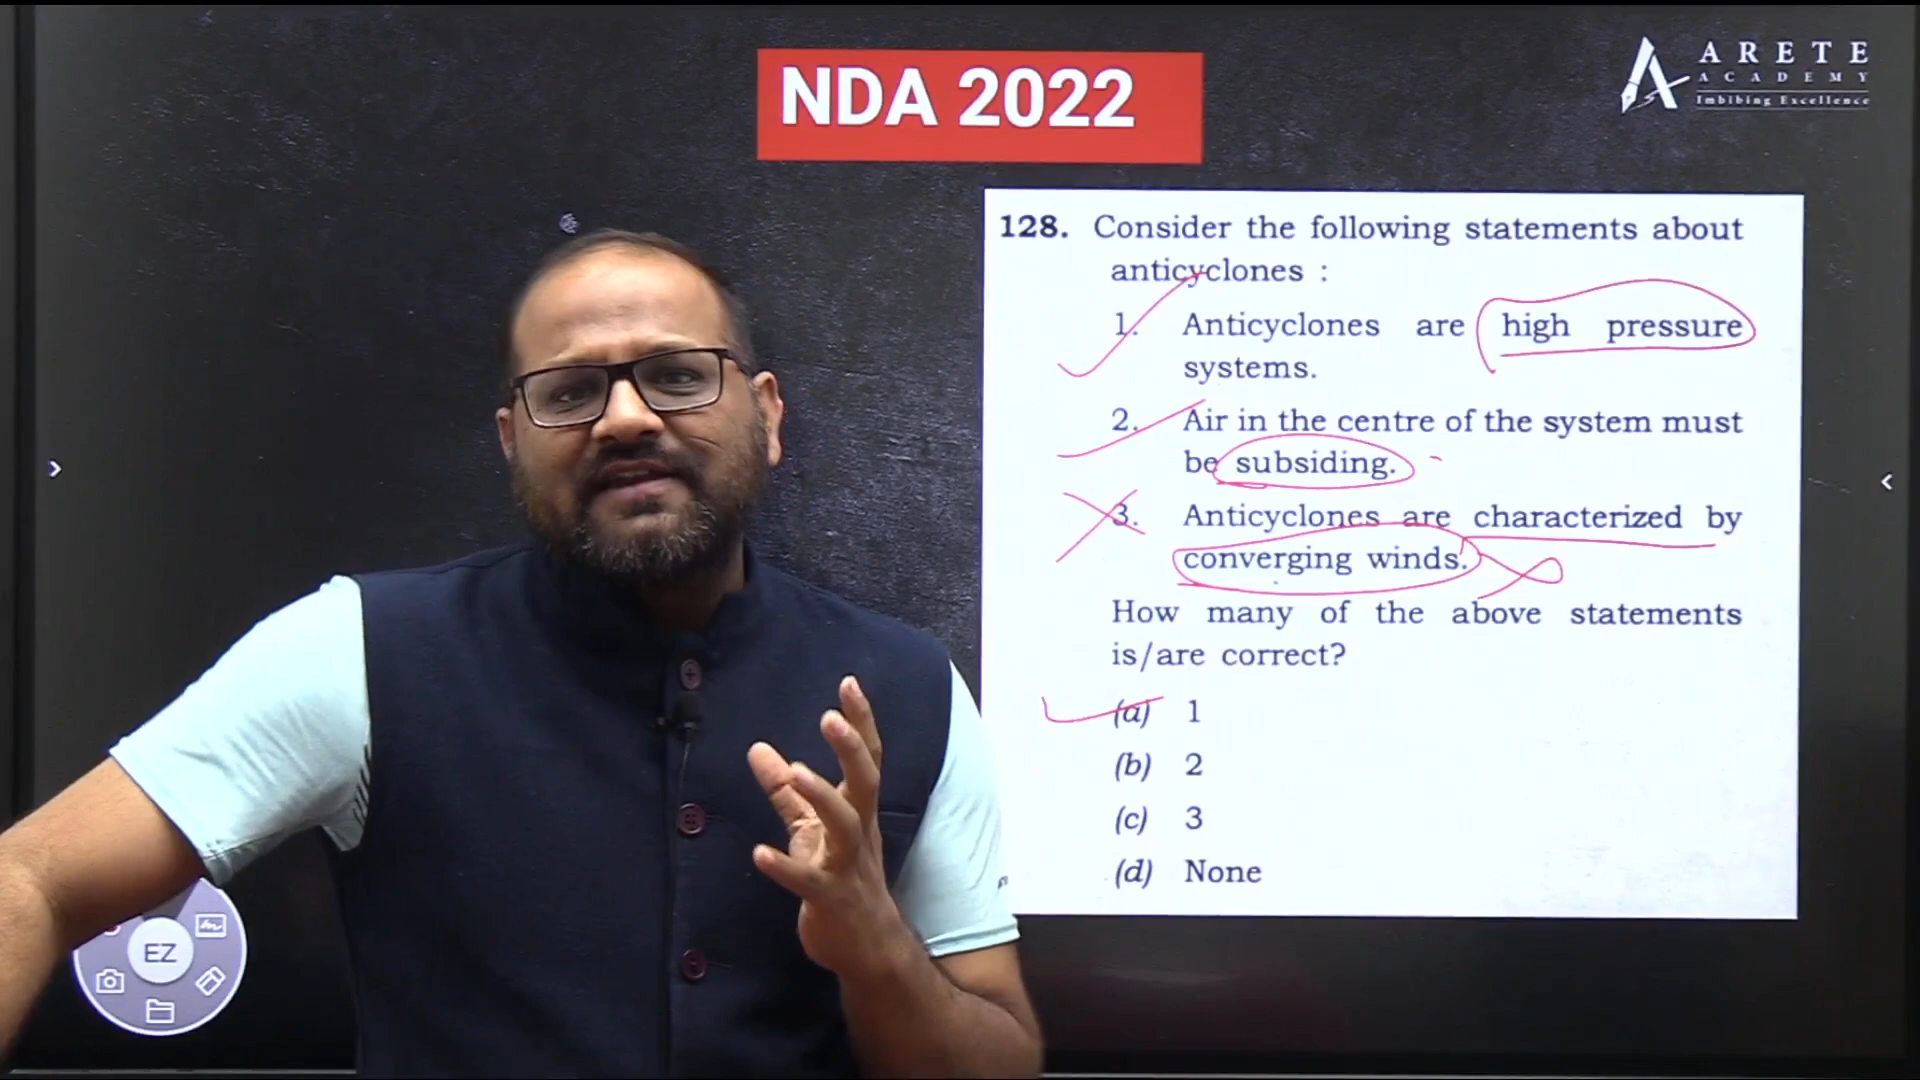 NDA 2022
ARETE
ACADEMY
Imbibing Excellence
128. Consider the following statements about
anticyclones :
1. Anticyclones are high pressure
systems.
2. Air in the centre of the system must
be subsiding.
3. Anticyclones are characterized by
converging winds.
How many of the above statements
is/are correct?
(a) 1
(b) 2
(c) 3
(d) None
EZ